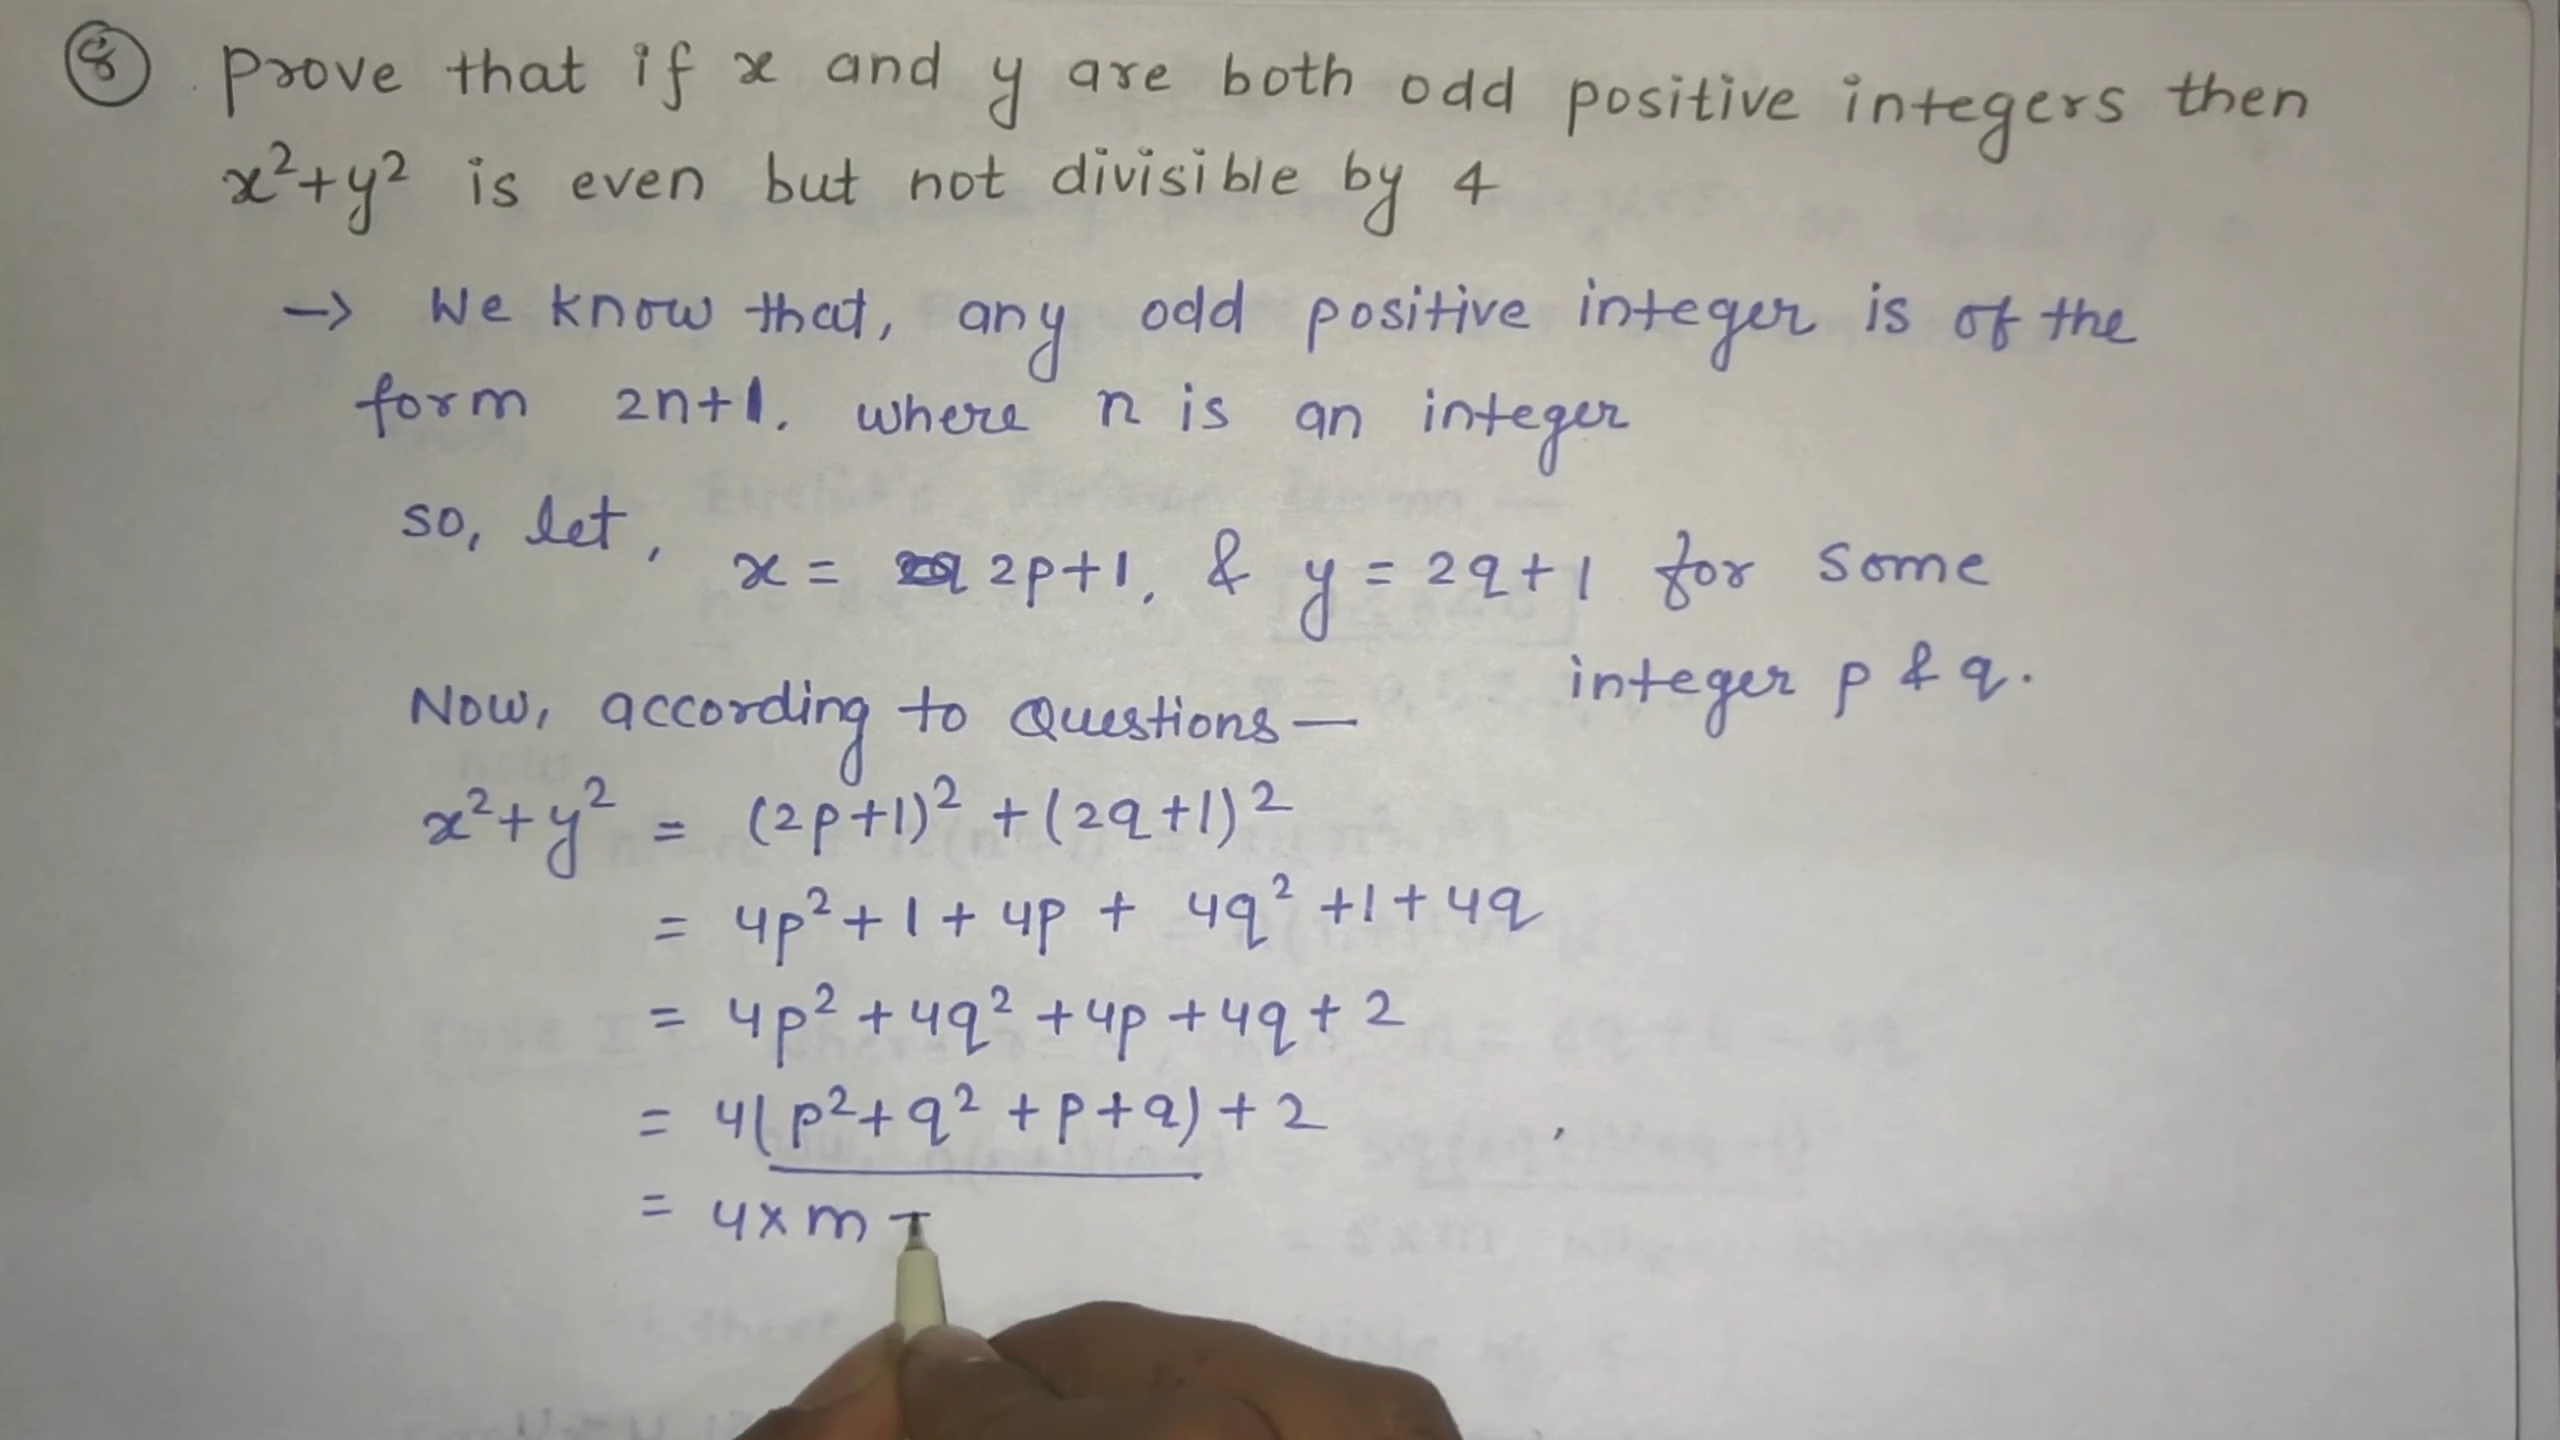 8 Prove that if x and y are both odd positive integers then
x²+y² is even but not divisible by 4
→ We know that, any odd positive integer is of the
form 2n+1. where n is an integer
so, let, x = 2p+1, & y = 2q+1 for some
integer p & q.
Now, according to Questions —
x²+y² = (2p+1)² + (2q+1)²
= 4p² + 1 + 4p + 4q² + 1 + 4q
= 4p² + 4q² + 4p + 4q + 2
= 4(p² + q² + p + q) + 2
= 4×m